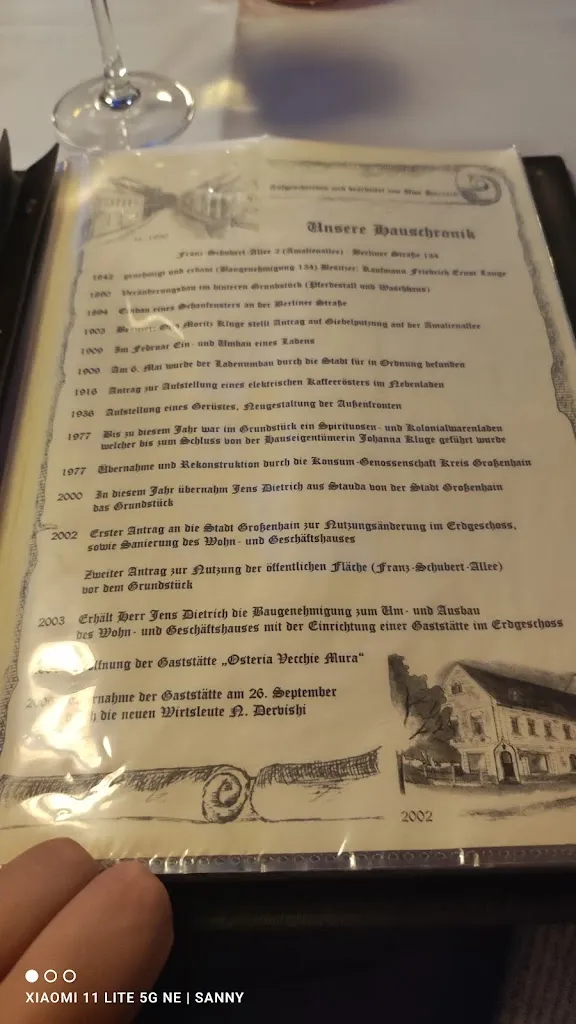 Aufgeschrieben und bearbeitet von
ca. 1900
Unsere Hauschronik
Franz-Schubert-Allee 2 (Amalienallee) Berliner Straße 134
1842 genehmigt und erbaut (Baugenehmigung 134) Besitzer: Kaufmann Friedrich Ernst Lange
1890 Veränderungsbau im hinteren Grundstück (Pferdestall und Waschhaus)
1894 Einbau eines Schaufensters an der Berliner Straße
1903 Besitzer: Moritz Kluge stellt Antrag auf Giebelputzung auf der Amalienallee
1909 Im Februar Ein- und Umbau eines Ladens
1909 Am 6. Mai wurde der Ladenumbau durch die Stadt für in Ordnung befunden
1916 Antrag zur Aufstellung eines elektrischen Kaffeerösters im Nebenladen
1936 Aufstellung eines Gerüstes, Neugestaltung der Außenfronten
1977 Bis zu diesem Jahr war im Grundstück ein Spirituosen- und Kolonialwarenladen
welcher bis zum Schluss von der Hauseigentümerin Johanna Kluge geführt wurde
1977 Übernahme und Rekonstruktion durch die Konsum-Genossenschaft Kreis Großenhain
2000 In diesem Jahr übernahm Jens Dietrich aus Stauda von der Stadt Großenhain
das Grundstück
2002 Erster Antrag an die Stadt Großenhain zur Nutzungsänderung im Erdgeschoss,
sowie Sanierung des Wohn- und Geschäftshauses
Zweiter Antrag zur Nutzung der öffentlichen Fläche (Franz-Schubert-Allee)
vor dem Grundstück
2003 Erhält Herr Jens Dietrich die Baugenehmigung zum Um- und Ausbau
des Wohn- und Geschäftshauses mit der Einrichtung einer Gaststätte im Erdgeschoss
ffnung der Gaststätte „Osteria Vecchie Mura“
rnahme der Gaststätte am 26. September
die neuen Wirtsleute N. Dervishi
2002
XIAOMI 11 LITE 5G NE | SANNY